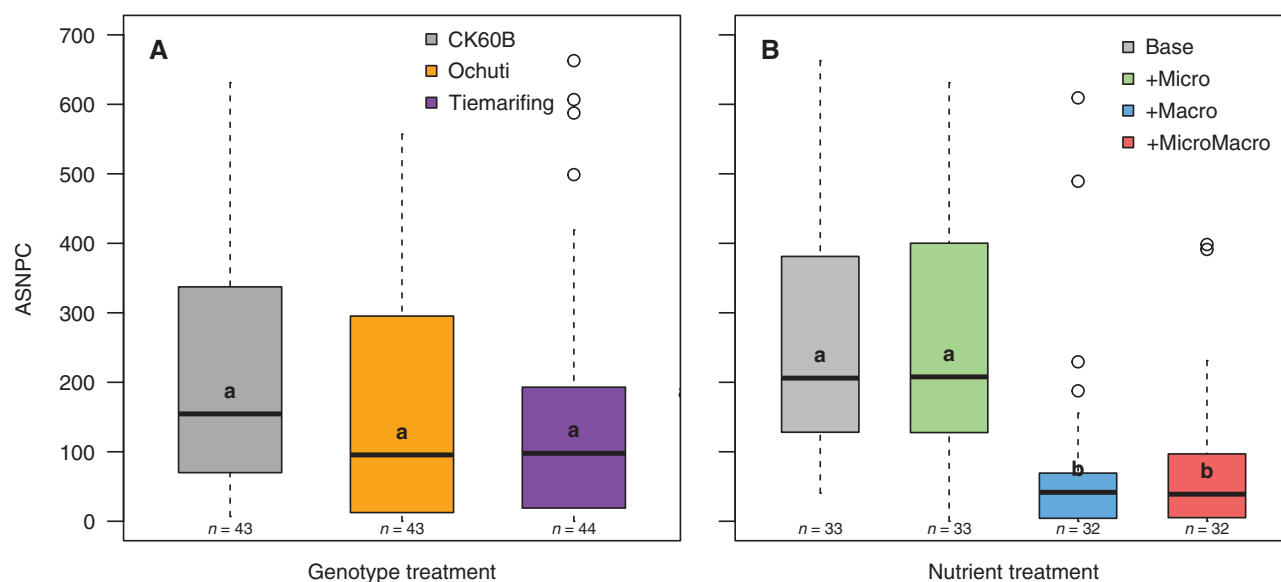 A
CK60B
Ochuti
Tiemarifing
700
600
500
400
300
200
100
0
ASNPC
a
a
a
n = 43
n = 43
n = 44
Genotype treatment
B
Base
+Micro
+Macro
+MicroMacro
a
a
b
b
n = 33
n = 33
n = 32
n = 32
Nutrient treatment